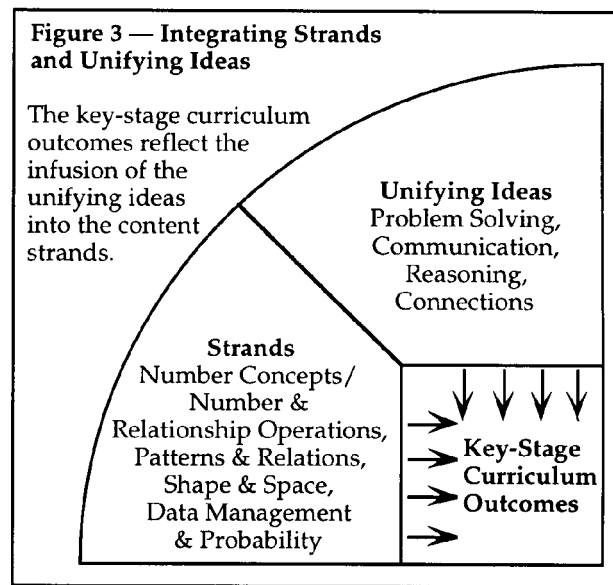 Figure 3 — Integrating Strands
and Unifying Ideas
The key-stage curriculum
outcomes reflect the
infusion of the
unifying ideas
into the content
strands.
Unifying Ideas
Problem Solving,
Communication,
Reasoning,
Connections
Strands
Number Concepts/
Number &
Relationship Operations,
Patterns & Relations,
Shape & Space,
Data Management
& Probability
Key-Stage
Curriculum
Outcomes